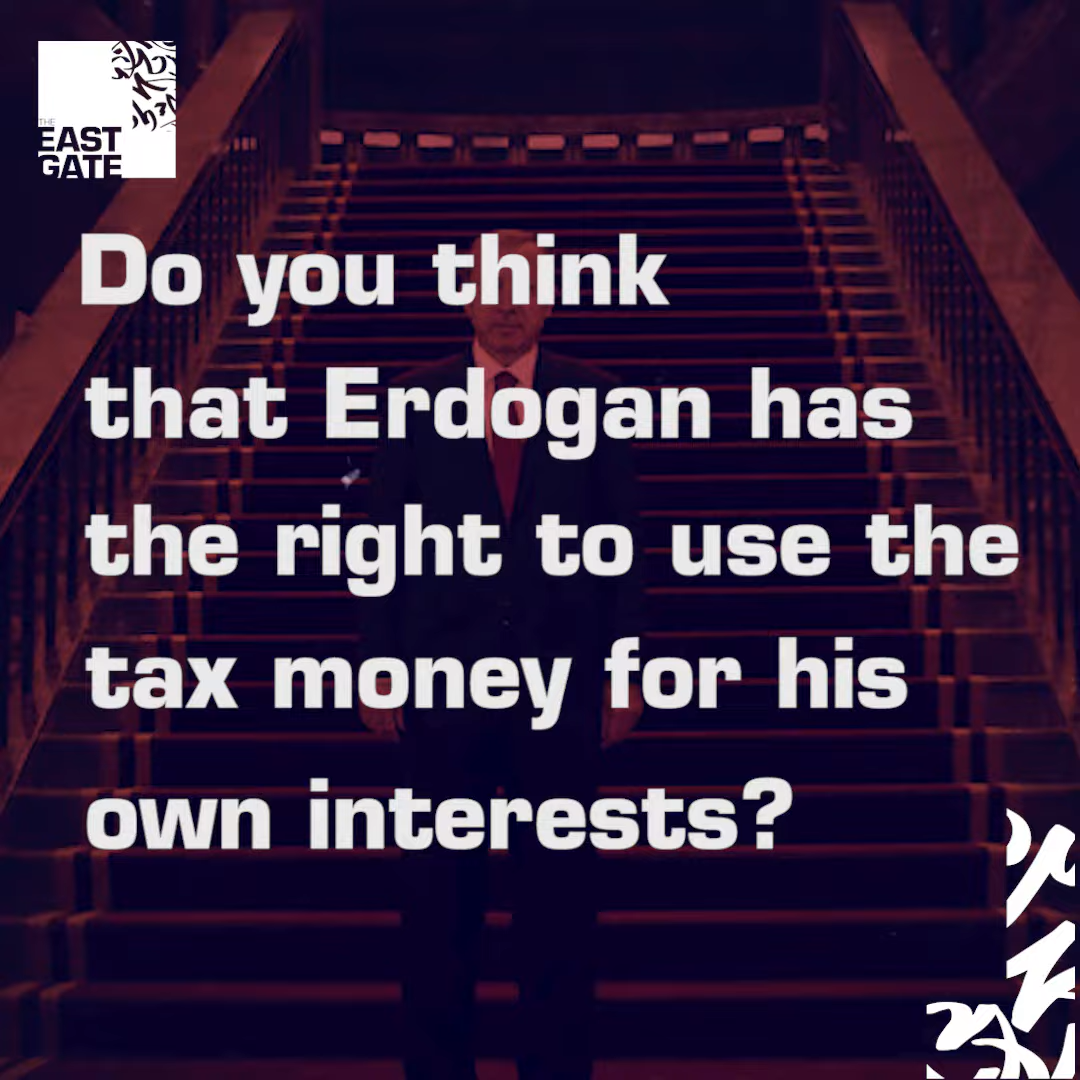 THE
EAST
GATE
Do you think
that Erdogan has
the right to use the
tax money for his
own interests?